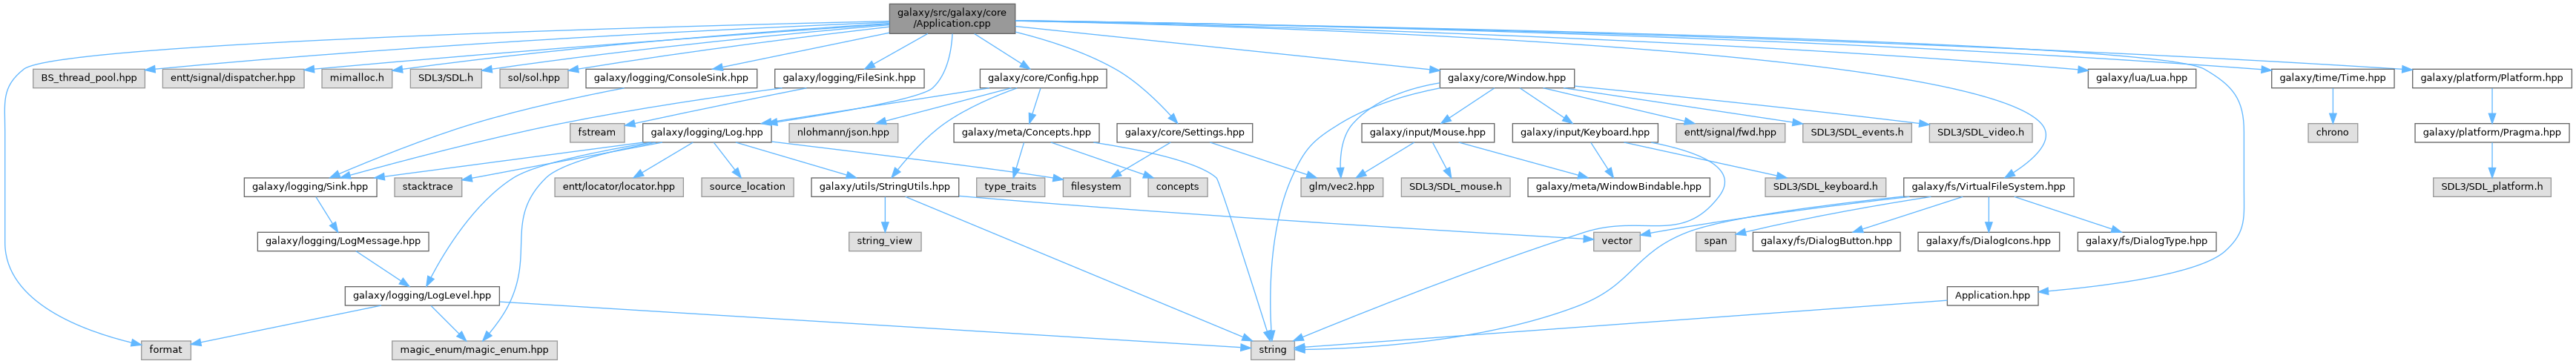 galaxy/src/galaxy/core
/Application.cpp
BS_thread_pool.hpp
entt/signal/dispatcher.hpp
mimalloc.h
SDL3/SDL.h
sol/sol.hpp
galaxy/logging/ConsoleSink.hpp
galaxy/logging/FileSink.hpp
galaxy/core/Config.hpp
galaxy/core/Window.hpp
galaxy/lua/Lua.hpp
galaxy/time/Time.hpp
galaxy/platform/Platform.hpp
fstream
galaxy/logging/Log.hpp
nlohmann/json.hpp
galaxy/meta/Concepts.hpp
galaxy/core/Settings.hpp
galaxy/input/Mouse.hpp
galaxy/input/Keyboard.hpp
entt/signal/fwd.hpp
SDL3/SDL_events.h
SDL3/SDL_video.h
chrono
galaxy/platform/Pragma.hpp
galaxy/logging/Sink.hpp
stacktrace
entt/locator/locator.hpp
source_location
galaxy/utils/StringUtils.hpp
type_traits
filesystem
concepts
glm/vec2.hpp
SDL3/SDL_mouse.h
galaxy/meta/WindowBindable.hpp
SDL3/SDL_keyboard.h
galaxy/fs/VirtualFileSystem.hpp
SDL3/SDL_platform.h
galaxy/logging/LogMessage.hpp
string_view
vector
span
galaxy/fs/DialogButton.hpp
galaxy/fs/DialogIcons.hpp
galaxy/fs/DialogType.hpp
galaxy/logging/LogLevel.hpp
Application.hpp
format
magic_enum/magic_enum.hpp
string